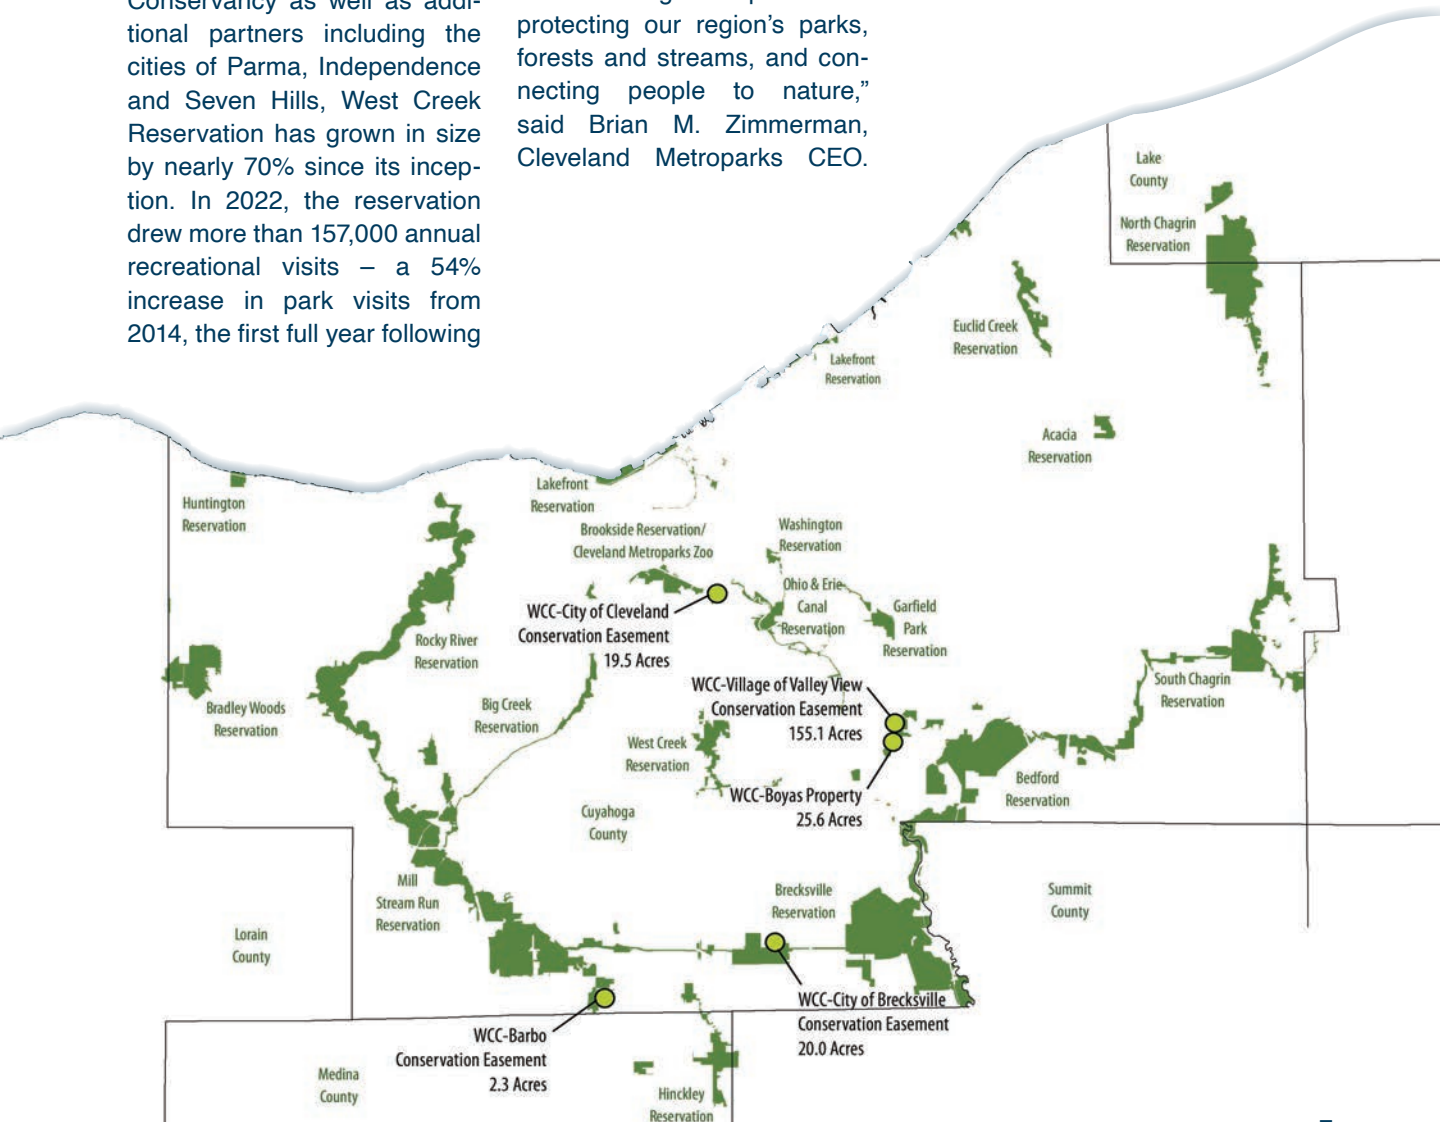 Conservancy as well as addi-
tional partners including the
cities of Parma, Independence
and Seven Hills, West Creek
Reservation has grown in size
by nearly 70% since its incep-
tion. In 2022, the reservation
drew more than 157,000 annual
recreational visits – a 54%
increase in park visits from
2014, the first full year following
protecting our region’s parks,
forests and streams, and con-
necting people to nature,”
said Brian M. Zimmerman,
Cleveland Metroparks CEO.
Lake
County
North Chagrin
Reservation
Euclid Creek
Reservation
Lakefront
Reservation
Acacia
Reservation
Huntington
Reservation
Lakefront
Reservation
Brookside Reservation/
Cleveland Metroparks Zoo
Washington
Reservation
Ohio & Erie
Canal
Reservation
Garfield
Park
Reservation
WCC-City of Cleveland
Conservation Easement
19.5 Acres
Rocky River
Reservation
Bradley Woods
Reservation
Big Creek
Reservation
WCC-Village of Valley View
Conservation Easement
155.1 Acres
South Chagrin
Reservation
West Creek
Reservation
WCC-Boyas Property
25.6 Acres
Bedford
Reservation
Cuyahoga
County
Mill
Stream Run
Reservation
Brecksville
Reservation
Summit
County
Lorain
County
WCC-City of Brecksville
Conservation Easement
20.0 Acres
WCC-Barbo
Conservation Easement
2.3 Acres
Medina
County
Hinckley
Reservation